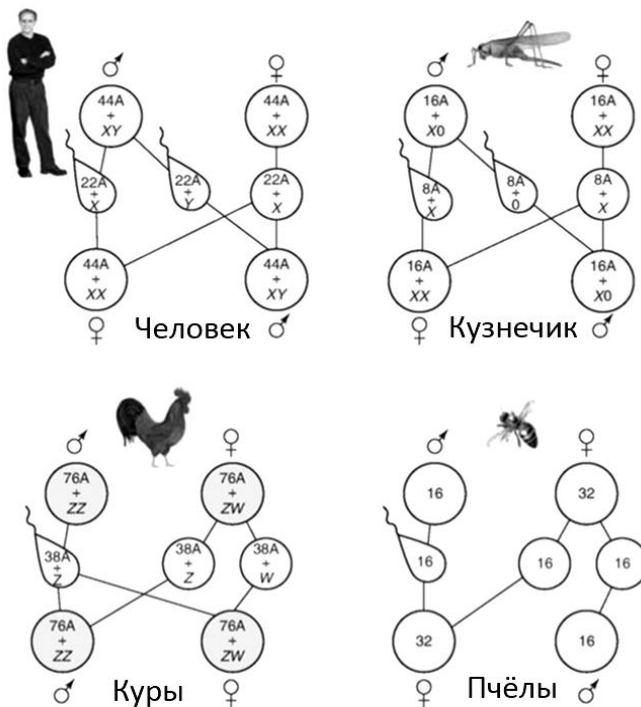 ♂ ♀
44A + XY
44A + XX
22A + X
22A + Y
22A + X
44A + XX
44A + XY
♀ Человек ♂
♂ ♀
16A + X0
16A + XX
8A + X
8A + 0
8A + X
16A + XX
16A + X0
♀ Кузнечик ♂
♂ ♀
76A + ZZ
76A + ZW
38A + Z
38A + Z
38A + W
76A + ZZ
76A + ZW
♂ Куры ♀
♂ ♀
16
32
16
16
16
32
16
♀ Пчёлы ♂